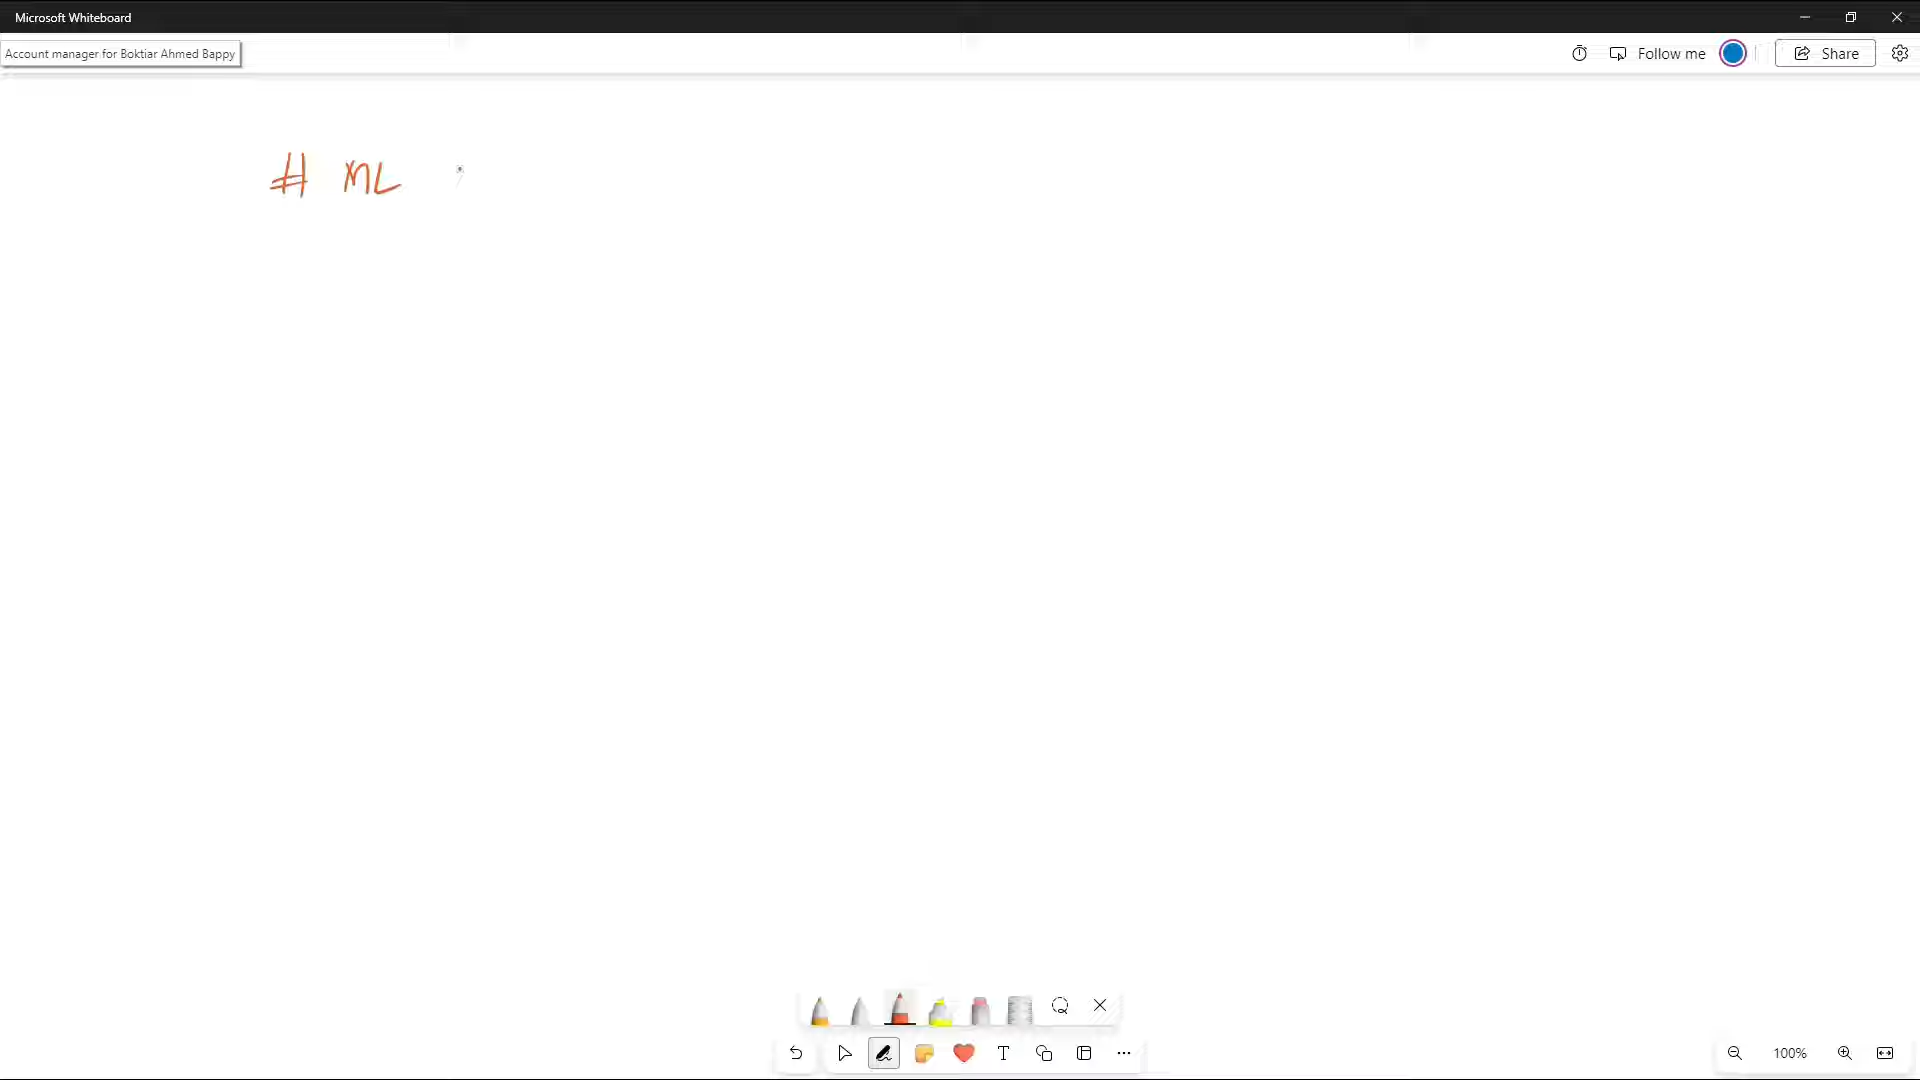 Microsoft Whiteboard
Account manager for Boktiar Ahmed Bappy
Follow me
Share
# ML
T
100%